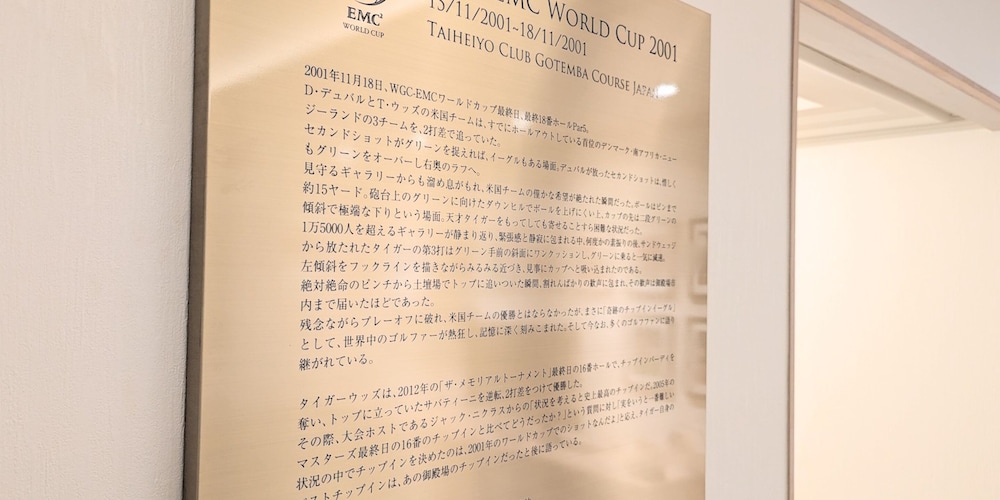 EMC²
WORLD CUP
EMC WORLD CUP 2001
15/11/2001~18/11/2001
TAIHEIYO CLUB GOTEMBA COURSE JAPAN
2001年11月18日、WGC-EMCワールドカップ最終日、最終18番ホールPar5。
D・デュバルとT・ウッズの米国チームは、すでにホールアウトしている首位のデンマーク・南アフリカ・ニュー
ジーランドの3チームを、2打差で追っていた。
セカンドショットがグリーンを捉えれば、イーグルもある場面。デュバルが放ったセカンドショットは、惜しく
もグリーンをオーバーし右奥のラフへ。
見守るギャラリーからも溜め息がもれ、米国チームの僅かな希望が絶たれた瞬間だった。ボールはピンまで
約15ヤード。砲台上のグリーンに向けたダウンヒルでボールを上げにくい上、カップの先は二段グリーンの
傾斜で極端な下りという場面。天才タイガーをもってしても寄せることすら困難な状況だった。
1万5000人を超えるギャラリーが静まり返り、緊張感と静寂に包まれる中、何度かの素振りの後、サンドウェッジ
から放たれたタイガーの第3打はグリーン手前の斜面にワンクッションし、グリーンに乗ると一気に減速。
左傾斜をフックラインを描きながらみるみる近づき、見事にカップへと吸い込まれたのである。
絶対絶命のピンチから土壇場でトップに追いついた瞬間、割れんばかりの歓声に包まれ、その歓声は御殿場市
内まで届いたほどであった。
残念ながらプレーオフに破れ、米国チームの優勝とはならなかったが、まさに「奇跡のチップインイーグル」
として、世界中のゴルファーが熱狂し、記憶に深く刻みこまれた。そして今なお、多くのゴルフファンに語り
継がれている。
タイガーウッズは、2012年の「ザ・メモリアルトーナメント」最終日の16番ホールで、チップインバーディを
奪い、トップに立っていたサバティーニを逆転、2打差をつけて優勝した。
その際、大会ホストであるジャック・ニクラスからの「状況を考えると史上最高のチップインだ。2005年の
マスターズ最終日の16番のチップインと比べてどうだったか?」という質問に対し「実をいうと一番難しい
状況の中でチップインを決めたのは、2001年のワールドカップでのショットなんだよ」と応え、タイガー自身の
ベストチップインは、あの御殿場のチップインだったと後に語っている。